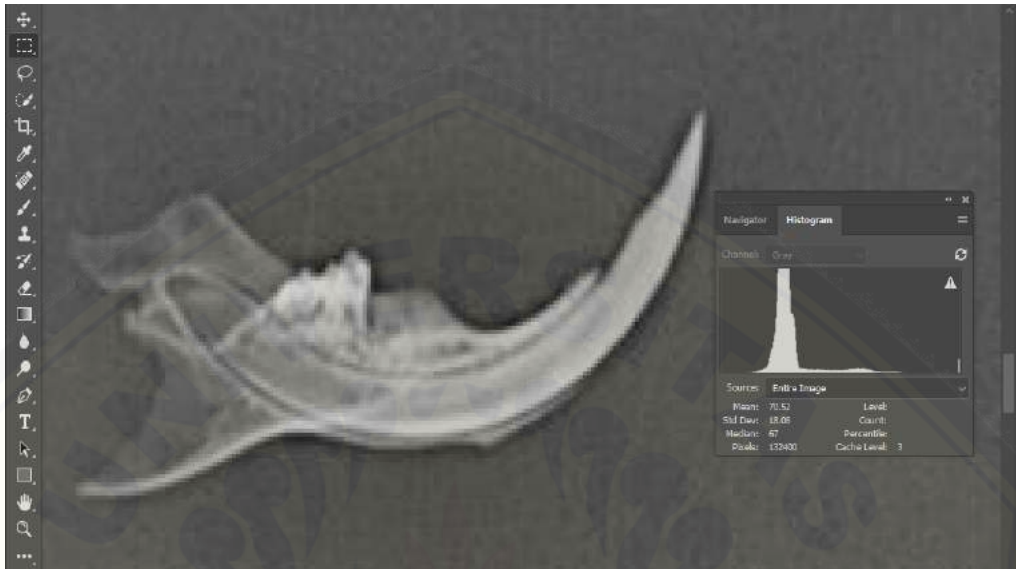 Navigator Histogram
Channel: Gray
Source: Entire Image
Mean: 70.52 Level:
Std Dev: 18.08 Count:
Median: 67 Percentile:
Pixels: 132400 Cache Level: 3